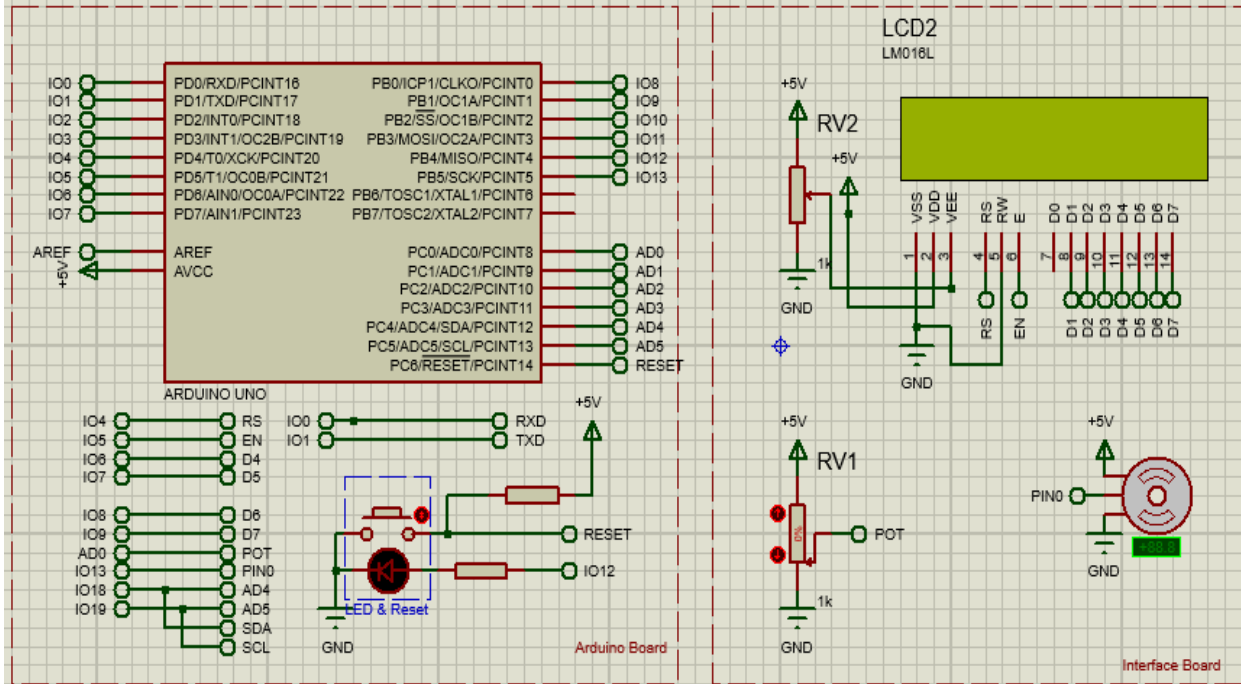 LCD2
LM016L
IO0 PD0/RXD/PCINT16 PB0/ICP1/CLKO/PCINT0 IO8
IO1 PD1/TXD/PCINT17 PB1/OC1A/PCINT1 IO9
IO2 PD2/INT0/PCINT18 PB2/SS/OC1B/PCINT2 IO10
IO3 PD3/INT1/OC2B/PCINT19 PB3/MOSI/OC2A/PCINT3 IO11
IO4 PD4/T0/XCK/PCINT20 PB4/MISO/PCINT4 IO12
IO5 PD5/T1/OC0B/PCINT21 PB5/SCK/PCINT5 IO13
IO6 PD6/AIN0/OC0A/PCINT22 PB6/TOSC1/XTAL1/PCINT6
IO7 PD7/AIN1/PCINT23 PB7/TOSC2/XTAL2/PCINT7
AREF AREF PC0/ADC0/PCINT8 AD0
+5V AVCC PC1/ADC1/PCINT9 AD1
PC2/ADC2/PCINT10 AD2
PC3/ADC3/PCINT11 AD3
PC4/ADC4/SDA/PCINT12 AD4
PC5/ADC5/SCL/PCINT13 AD5
PC6/RESET/PCINT14 RESET
ARDUINO UNO
IO4 RS
IO5 EN
IO6 D4
IO7 D5
IO8 D6
IO9 D7
AD0 POT
IO13 PIN0
IO18 AD4
IO19 AD5
SDA
SCL
IO0 RXD
IO1 TXD
+5V
RESET
IO12
LED & Reset
GND
Arduino Board
+5V
RV2
+5V
1k
GND
VSS VDD VEE RS RW E D0 D1 D2 D3 D4 D5 D6 D7
1 2 3 4 5 6 7 8 9 10 11 12 13 14
RS EN D1 D2 D3 D4 D5 D6 D7
GND
+5V
RV1
0%
POT
1k
GND
+5V
PIN0
+88.8
GND
Interface Board